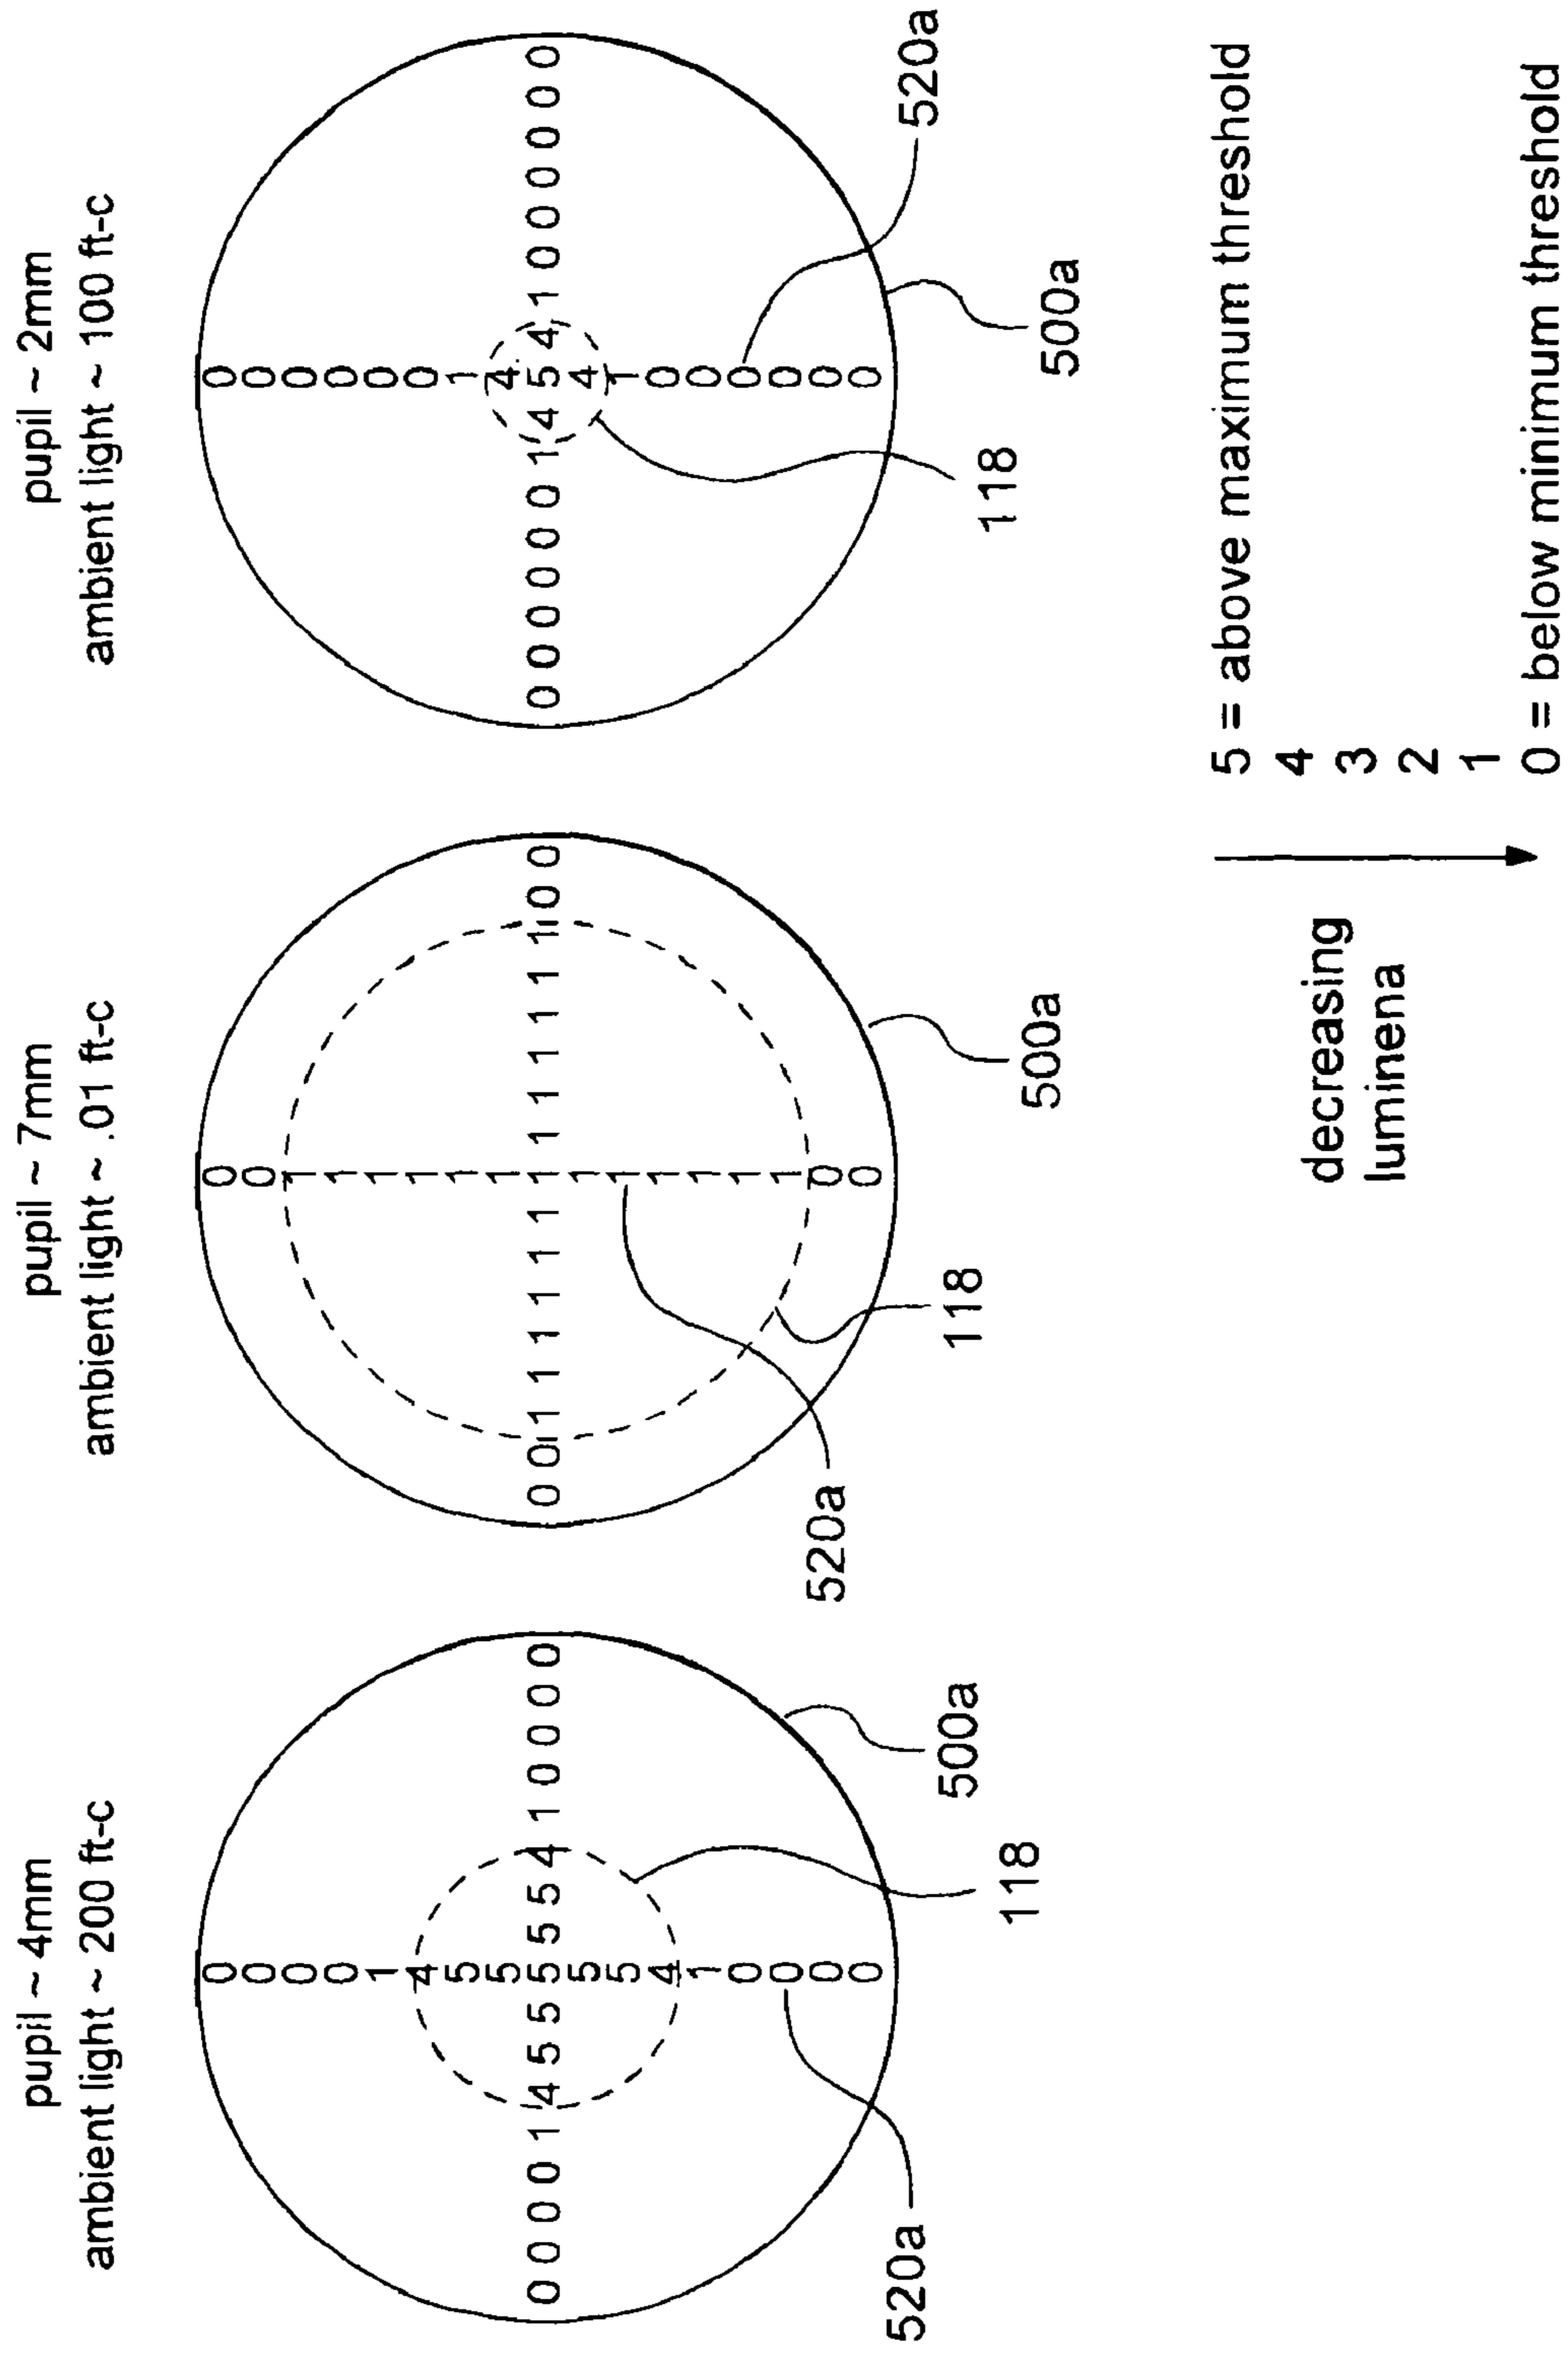 pupil ~ 4mm
ambient light ~ 200 ft-c
0 0 0 0 1 4 5 5 5 5 5 4 1 0 0 0 0
0 0 0 0 1 4 5 5 5 5 5 4 1 0 0 0 0
520a
118
500a
pupil ~ 7mm
ambient light ~ .01 ft-c
0 0 1 1 1 1 1 1 1 1 1 1 1 1 1 0 0
0 0 1 1 1 1 1 1 1 1 1 1 1 1 1 0 0
520a
118
500a
pupil ~ 2mm
ambient light ~ 100 ft-c
0 0 0 0 0 0 1 4 5 4 1 0 0 0 0 0 0
0 0 0 0 0 0 1 4 5 4 1 0 0 0 0 0 0
118
500a
520a
decreasing
luminena
5 = above maximum threshold
4
3
2
1
0 = below minimum threshold